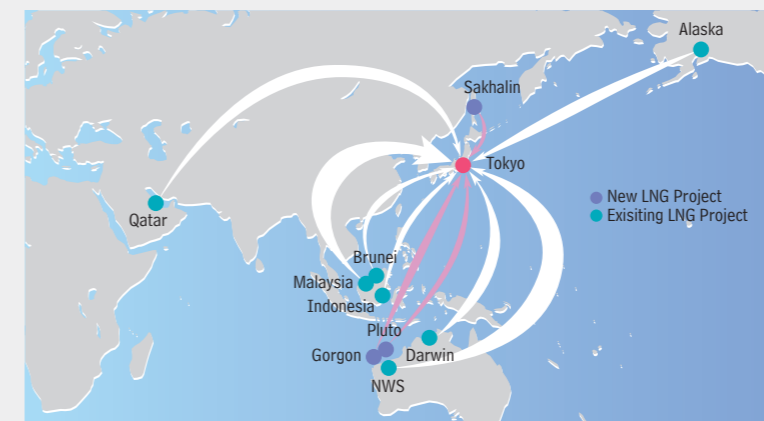 Alaska
Sakhalin
Tokyo
New LNG Project
Exisiting LNG Project
Qatar
Brunei
Malaysia
Indonesia
Pluto
Gorgon
Darwin
NWS